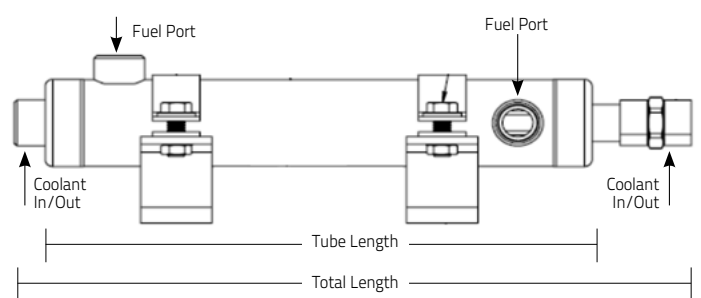 Fuel Port
Fuel Port
Coolant
In/Out
Coolant
In/Out
Tube Length
Total Length